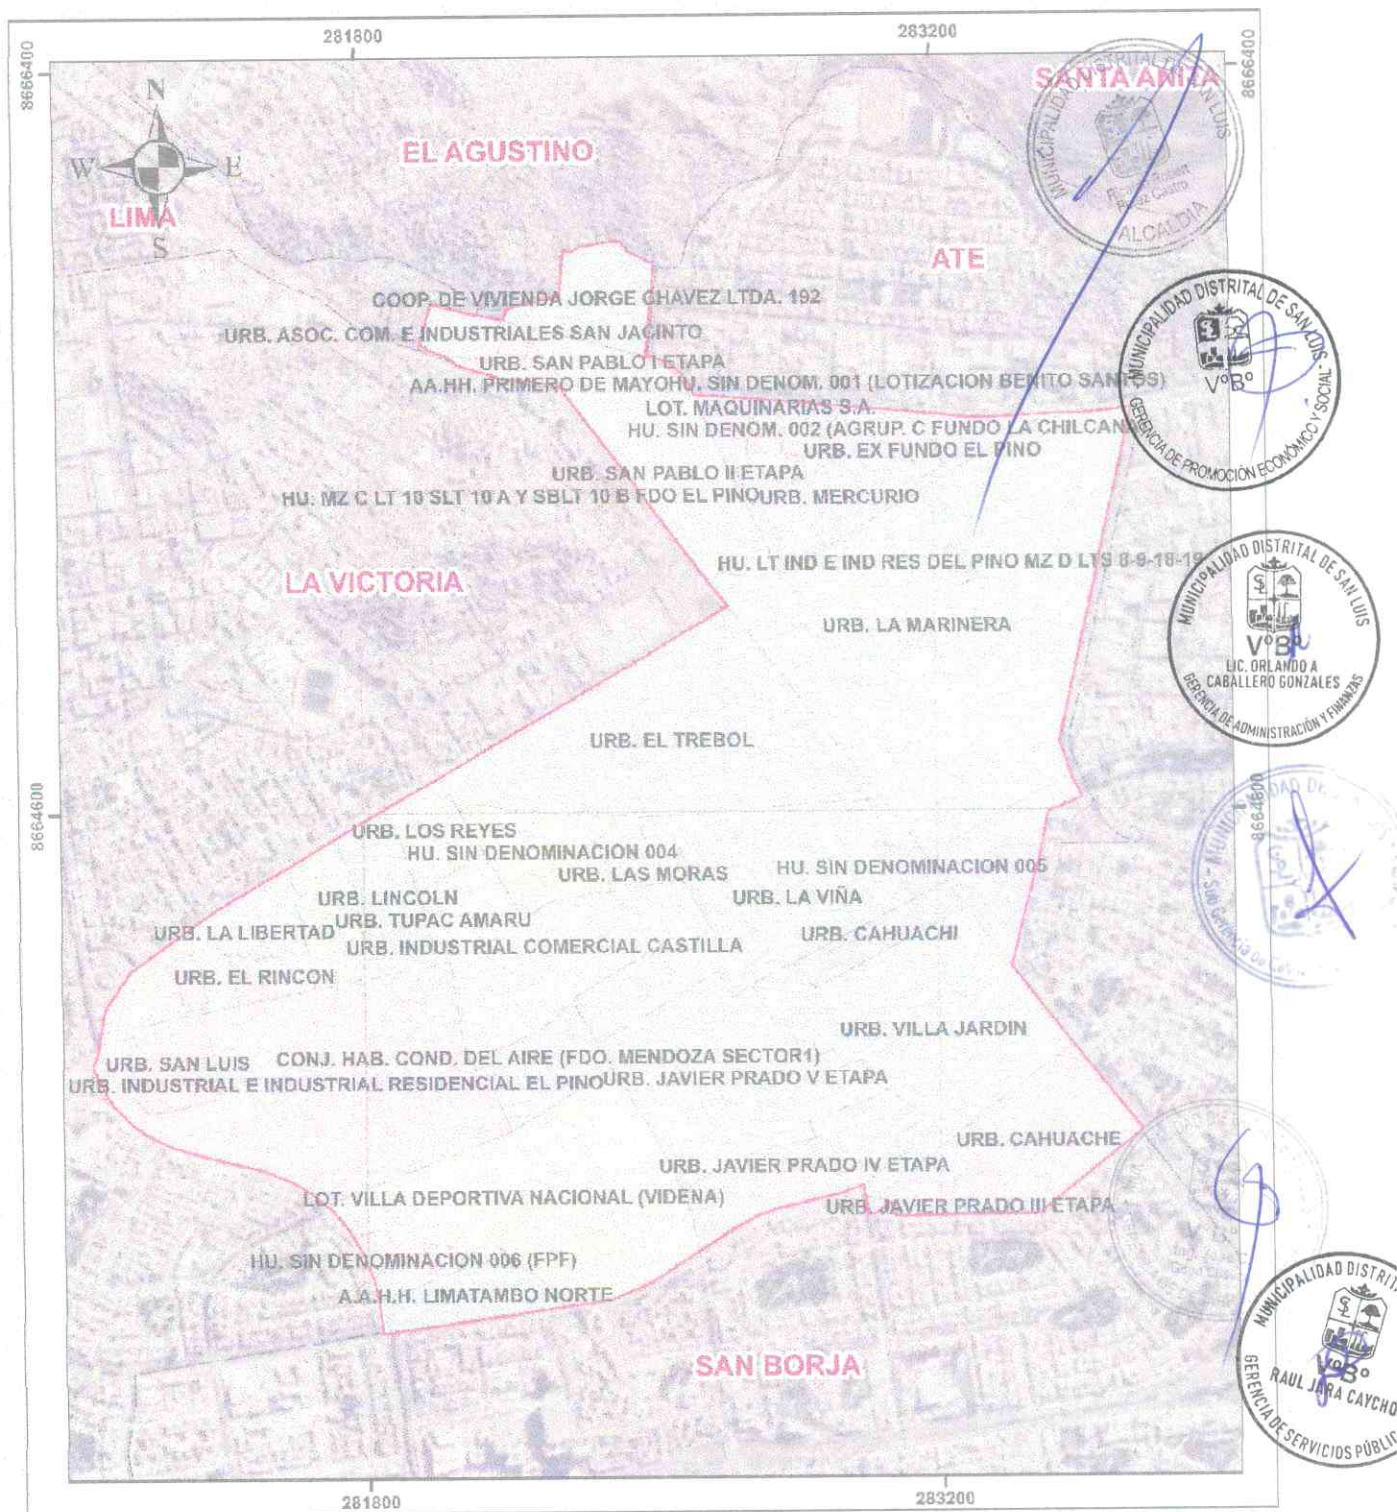 281800
283200
8666400
8666400
SANTA ANITA
N
W
E
S
EL AGUSTINO
LIMA
ATE
MUNICIPALIDAD DISTRITAL DE SAN LUIS
ALCALDÍA
COOP. DE VIVIENDA JORGE CHAVEZ LTDA. 192
URB. ASOC. COM. E INDUSTRIALES SAN JACINTO
URB. SAN PABLO I ETAPA
AA.HH. PRIMERO DE MAYO
HU. SIN DENOM. 001 (LOTIZACION BENITO SANTOS)
LOT. MAQUINARIAS S.A.
HU. SIN DENOM. 002 (AGRUP. C FUNDO LA CHILCANA
URB. EX FUNDO EL PINO
URB. SAN PABLO II ETAPA
HU. MZ C LT 10 SLT 10 A Y SBLT 10 B FDO EL PINO
URB. MERCURIO
MUNICIPALIDAD DISTRITAL DE SAN LUIS
V°B°
GERENCIA DE PROMOCIÓN ECONÓMICO Y SOCIAL
HU. LT IND E IND RES DEL PINO MZ D LTS 8-9-18-19
LA VICTORIA
URB. LA MARINERA
MUNICIPALIDAD DISTRITAL DE SAN LUIS
V°B°
LIC. ORLANDO A
CABALLERO GONZALES
GERENCIA DE ADMINISTRACIÓN Y FINANZAS
URB. EL TREBOL
8664600
8664600
URB. LOS REYES
HU. SIN DENOMINACION 004
URB. LAS MORAS
HU. SIN DENOMINACION 005
URB. LINCOLN
URB. LA VIÑA
URB. TUPAC AMARU
URB. LA LIBERTAD
URB. INDUSTRIAL COMERCIAL CASTILLA
URB. CAHUACHI
URB. EL RINCON
URB. VILLA JARDIN
URB. SAN LUIS
CONJ. HAB. COND. DEL AIRE (FDO. MENDOZA SECTOR1)
URB. INDUSTRIAL E INDUSTRIAL RESIDENCIAL EL PINO
URB. JAVIER PRADO V ETAPA
URB. CAHUACHE
URB. JAVIER PRADO IV ETAPA
LOT. VILLA DEPORTIVA NACIONAL (VIDENA)
URB. JAVIER PRADO III ETAPA
HU. SIN DENOMINACION 006 (FPF)
A.A.H.H. LIMATAMBO NORTE
SAN BORJA
MUNICIPALIDAD DISTRITA
V°B°
RAUL JARA CAYCHO
GERENCIA DE SERVICIOS PÚBLIC
281800
283200